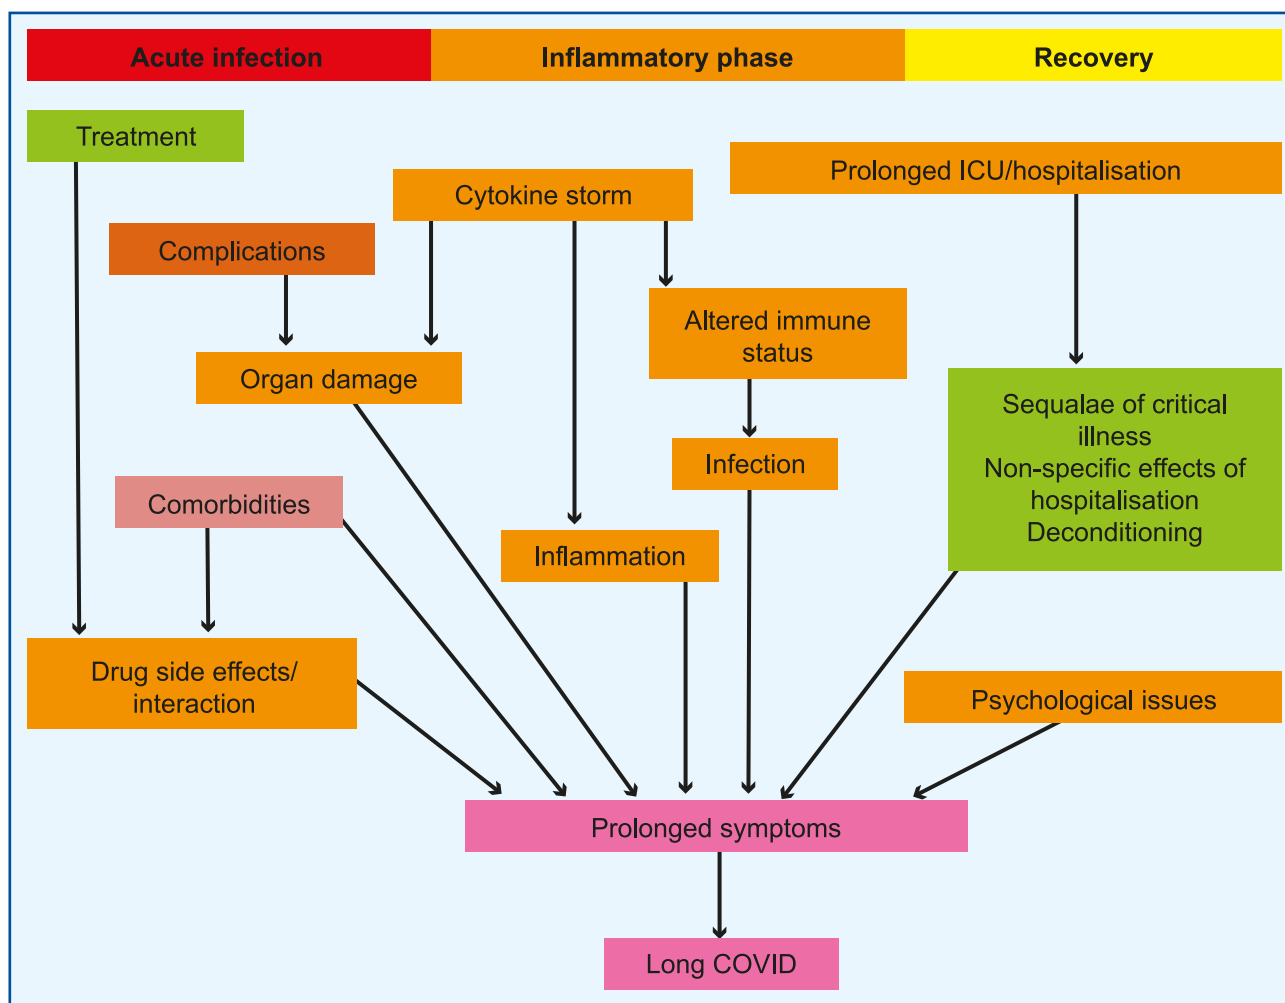 Acute infection
Inflammatory phase
Recovery
Treatment
Prolonged ICU/hospitalisation
Cytokine storm
Complications
Altered immune
status
Organ damage
Sequalae of critical
illness
Non-specific effects of
hospitalisation
Deconditioning
Infection
Comorbidities
Inflammation
Drug side effects/
interaction
Psychological issues
Prolonged symptoms
Long COVID